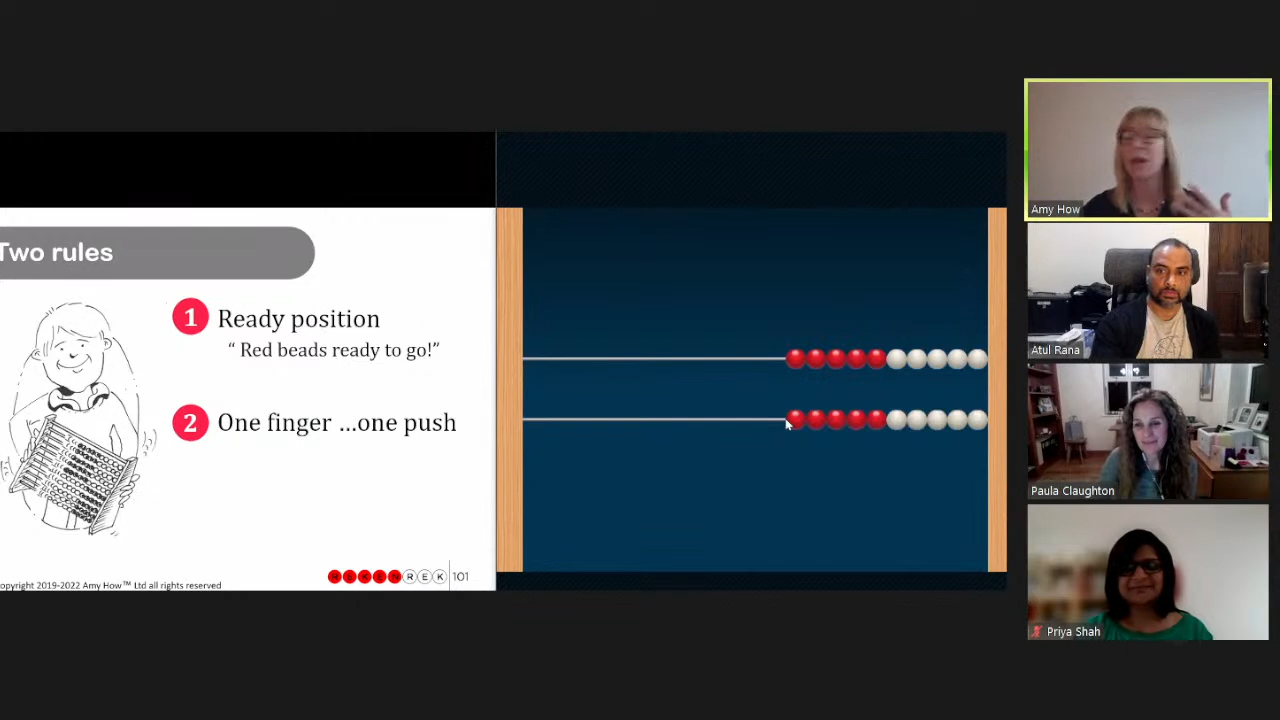 Two rules
1 Ready position
“ Red beads ready to go!”
2 One finger ...one push
opyright 2019-2022 Amy How™ Ltd all rights reserved
REKENREK 101
Amy How
Atul Rana
Paula Claughton
Priya Shah